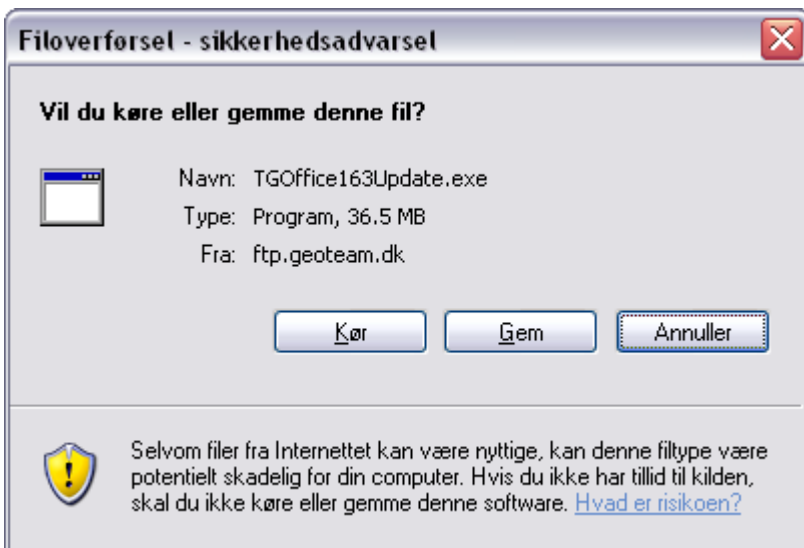 Filoverførsel - sikkerhedsadvarsel
Vil du køre eller gemme denne fil?
Navn: TGOffice163Update.exe
Type: Program, 36.5 MB
Fra: ftp.geoteam.dk
Kør Gem Annuller
Selvom filer fra Internettet kan være nyttige, kan denne filtype være
potentielt skadelig for din computer. Hvis du ikke har tillid til kilden,
skal du ikke køre eller gemme denne software. Hvad er risikoen?